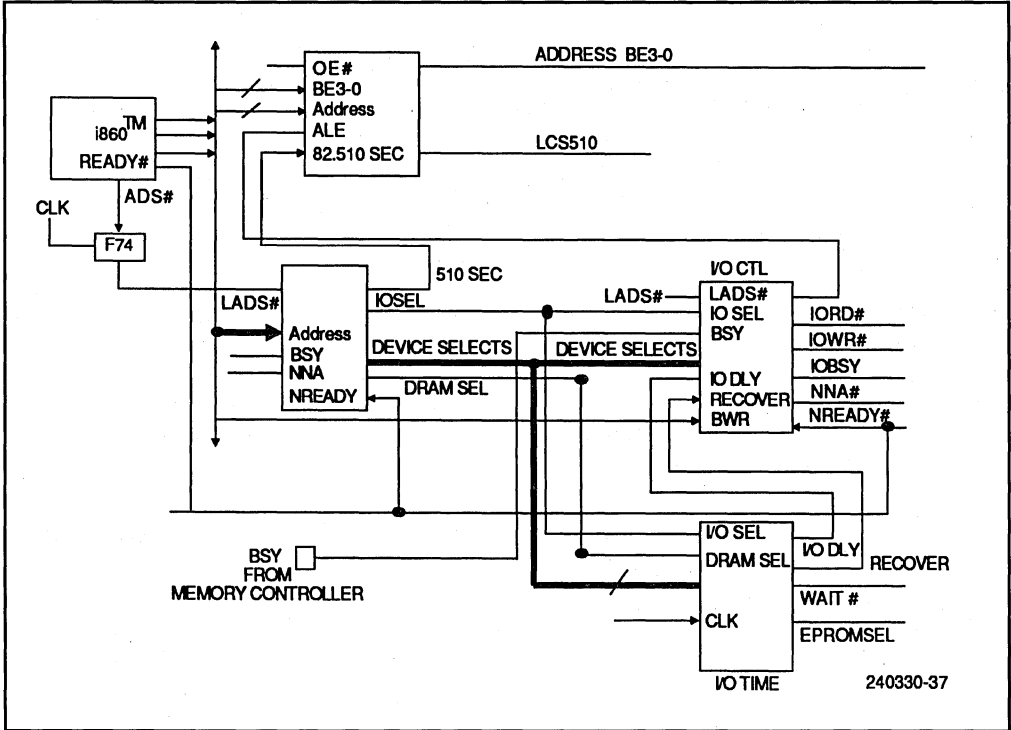 ADDRESS BE3-0
OE#
BE3-0
Address
ALE
82.510 SEC
LCS510
i860 TM
READY#
ADS#
CLK
F74
510 SEC
LADS#
IOSEL
Address
BSY
NNA
NREADY
DEVICE SELECTS
DRAM SEL
I/O CTL
LADS#
LADS#
IO SEL
BSY
DEVICE SELECTS
IO DLY
RECOVER
BWR
IORD#
IOWR#
IOBSY
NNA#
NREADY#
BSY
FROM
MEMORY CONTROLLER
I/O SEL
DRAM SEL
CLK
I/O DLY
RECOVER
WAIT #
EPROMSEL
I/O TIME
240330-37